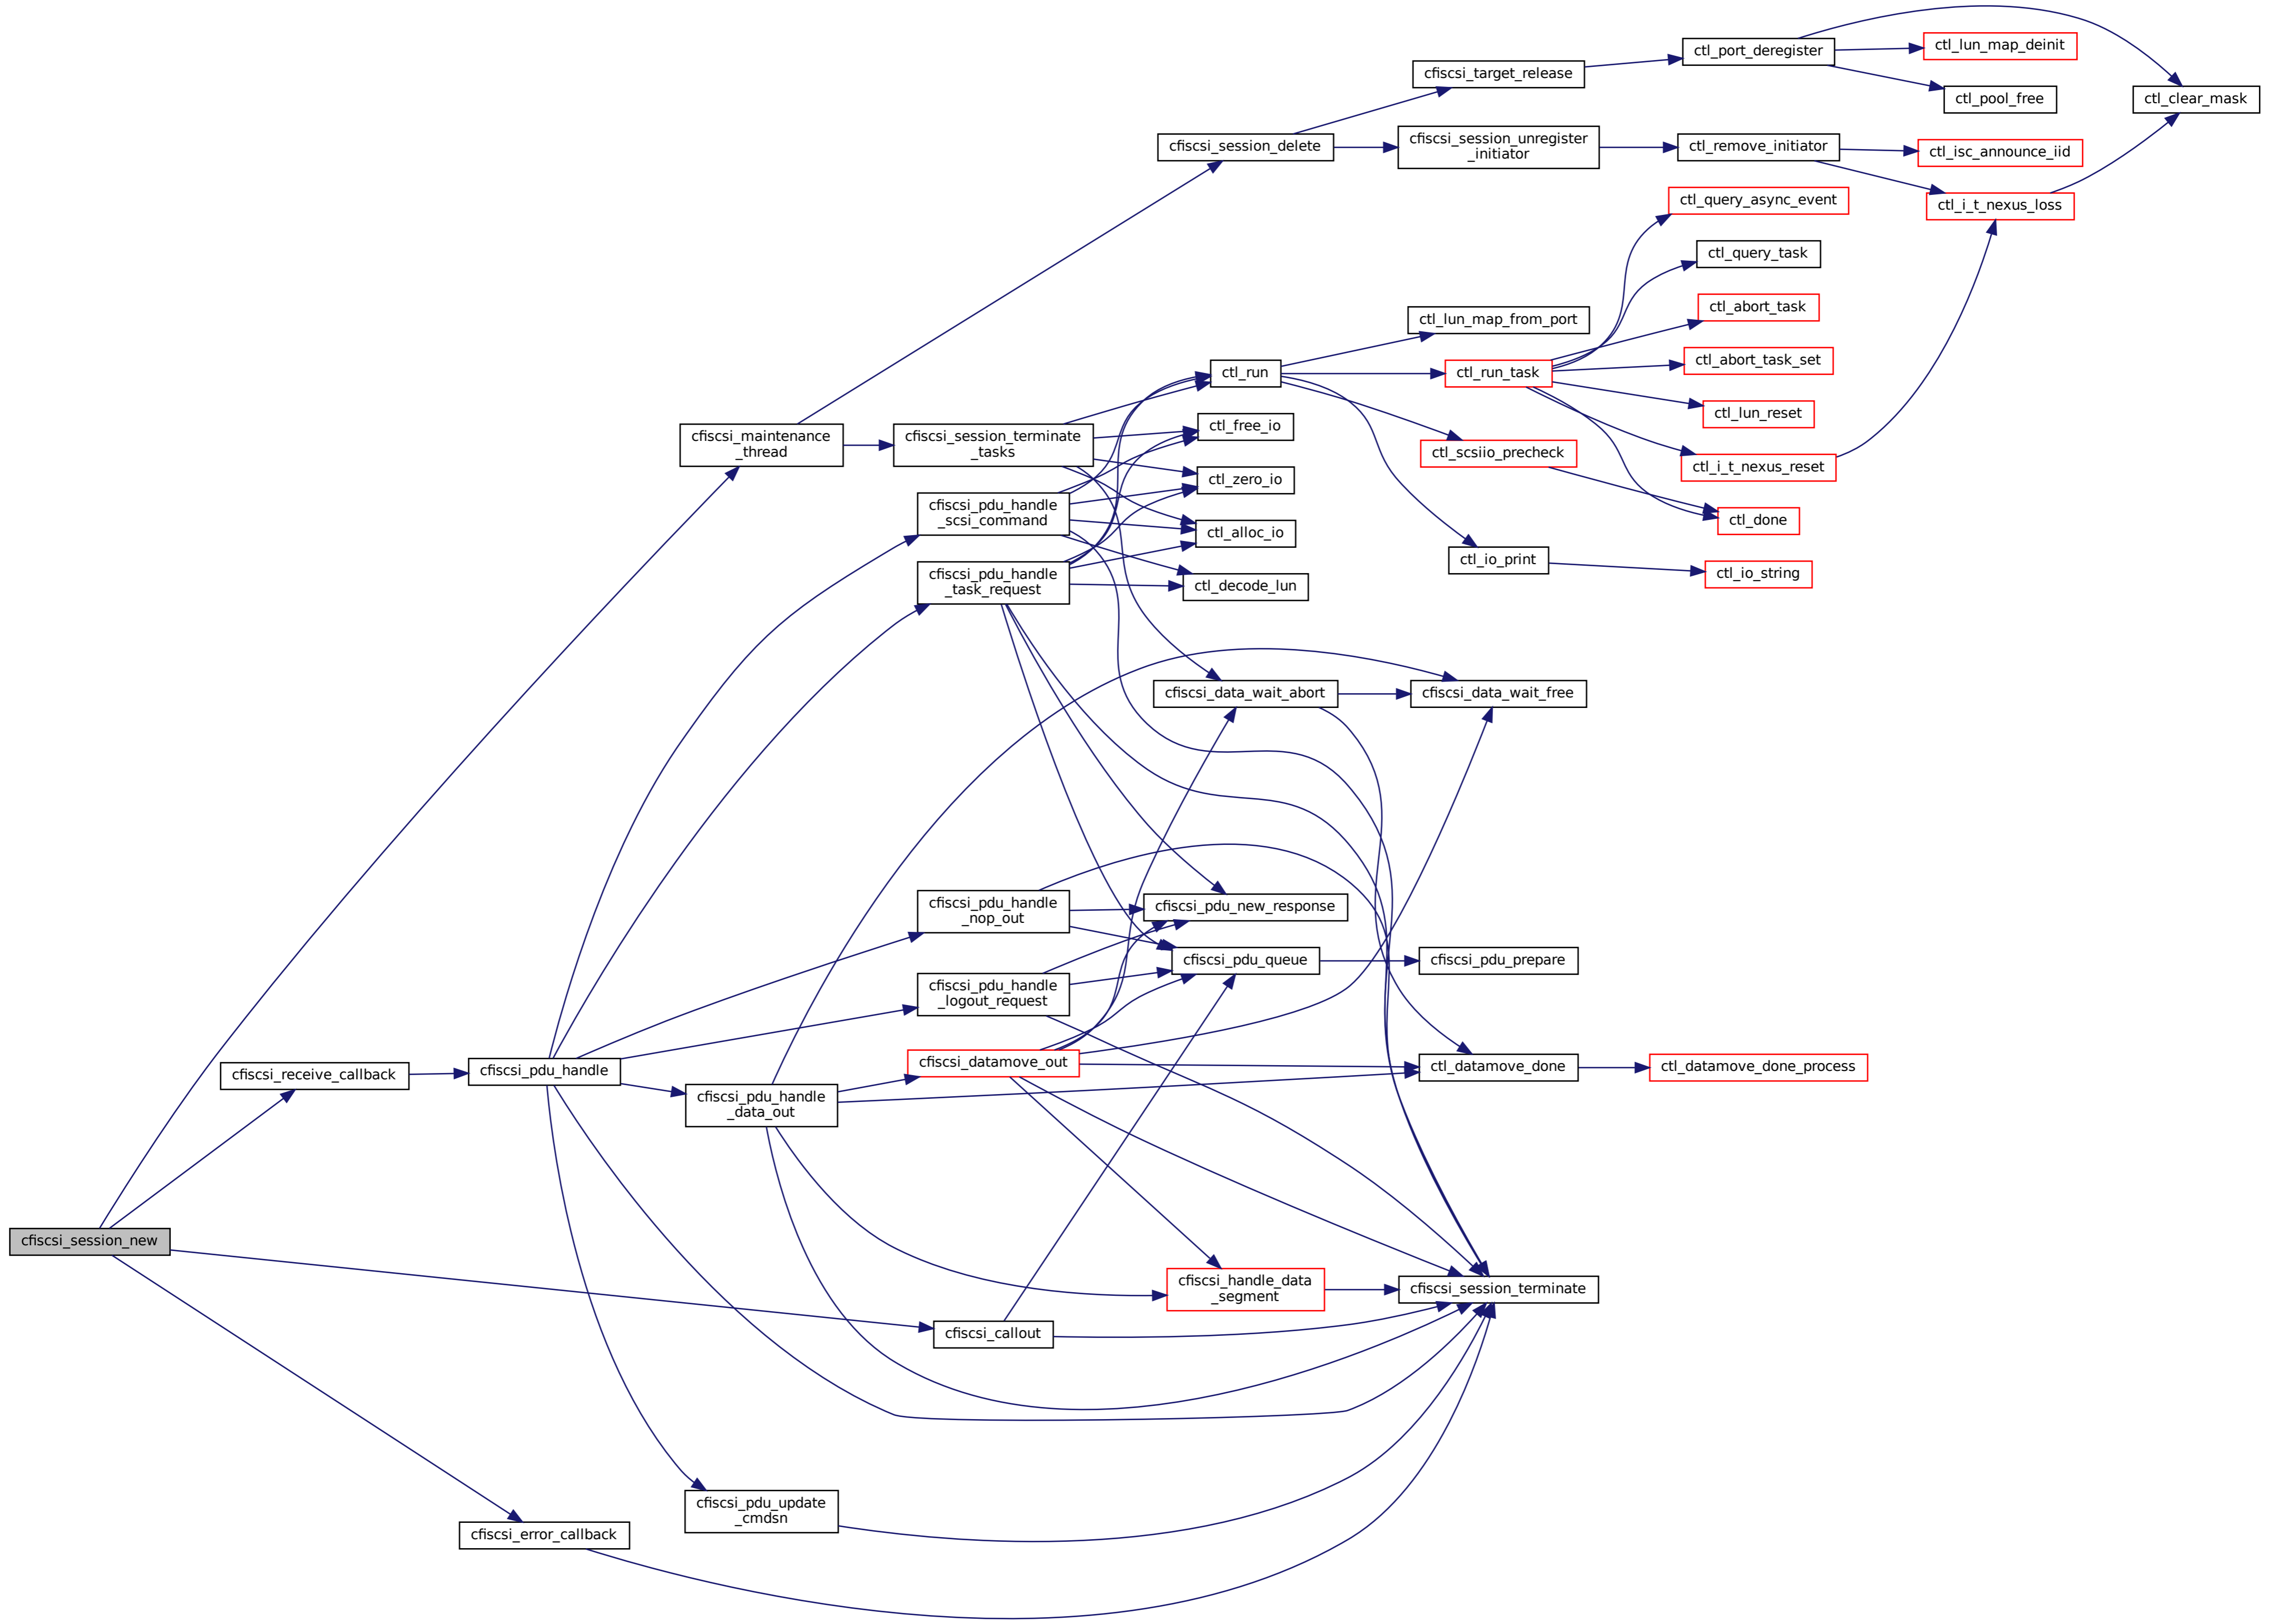 cfiscsi_session_new
cfiscsi_maintenance
_thread
cfiscsi_receive_callback
cfiscsi_error_callback
cfiscsi_pdu_handle
cfiscsi_pdu_handle
_data_out
cfiscsi_pdu_update
_cmdsn
cfiscsi_session_terminate
_tasks
cfiscsi_pdu_handle
_scsi_command
cfiscsi_pdu_handle
_task_request
cfiscsi_pdu_handle
_nop_out
cfiscsi_pdu_handle
_logout_request
cfiscsi_datamove_out
cfiscsi_callout
cfiscsi_session_delete
ctl_run
ctl_free_io
ctl_zero_io
ctl_alloc_io
ctl_decode_lun
cfiscsi_data_wait_abort
cfiscsi_pdu_new_response
cfiscsi_pdu_queue
cfiscsi_handle_data
_segment
cfiscsi_target_release
cfiscsi_session_unregister
_initiator
ctl_lun_map_from_port
ctl_run_task
ctl_scsiio_precheck
ctl_io_print
cfiscsi_data_wait_free
cfiscsi_pdu_prepare
ctl_datamove_done
cfiscsi_session_terminate
ctl_port_deregister
ctl_remove_initiator
ctl_query_async_event
ctl_query_task
ctl_abort_task
ctl_abort_task_set
ctl_lun_reset
ctl_i_t_nexus_reset
ctl_done
ctl_io_string
ctl_datamove_done_process
ctl_lun_map_deinit
ctl_pool_free
ctl_isc_announce_iid
ctl_i_t_nexus_loss
ctl_clear_mask